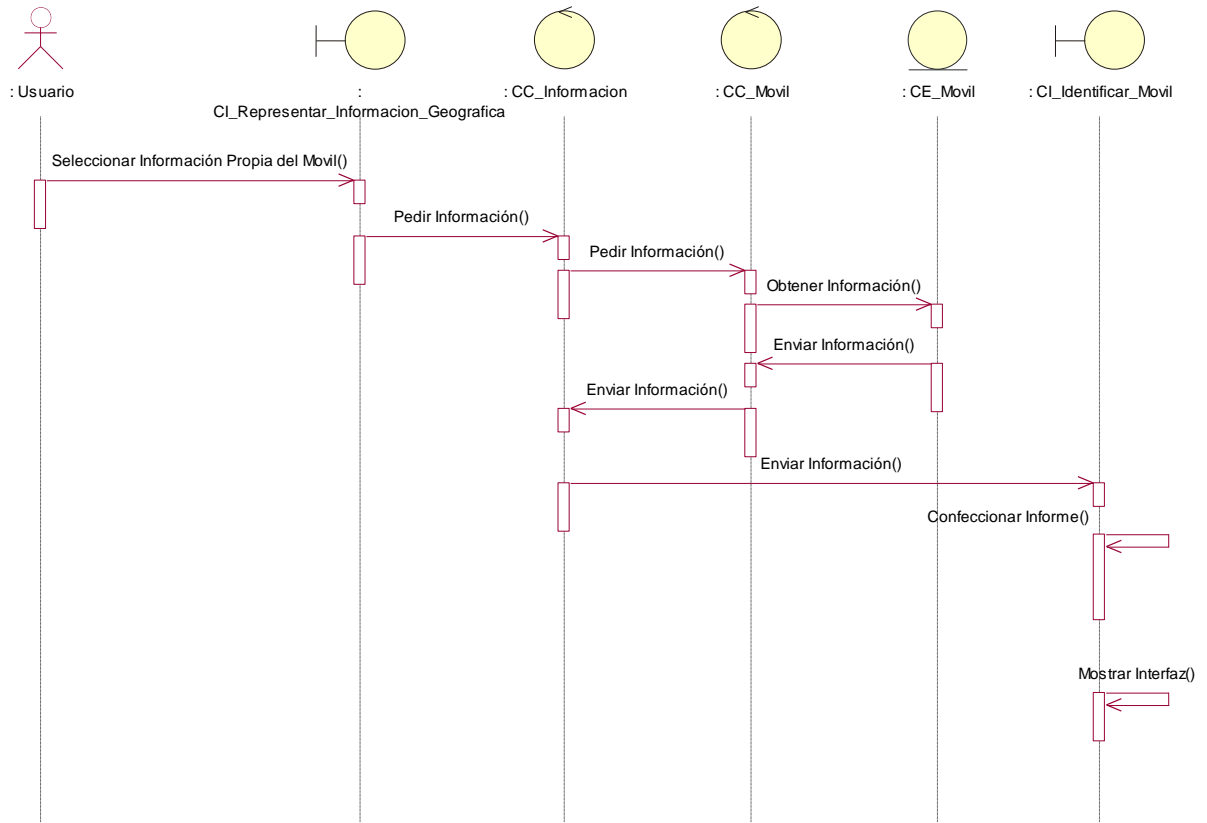 : Usuario
:
CI_Representar_Informacion_Geografica
: CC_Informacion
: CC_Movil
: CE_Movil
: CI_Identificar_Movil
Seleccionar Información Propia del Movil()
Pedir Información()
Pedir Información()
Obtener Información()
Enviar Información()
Enviar Información()
Enviar Información()
Confeccionar Informe()
Mostrar Interfaz()